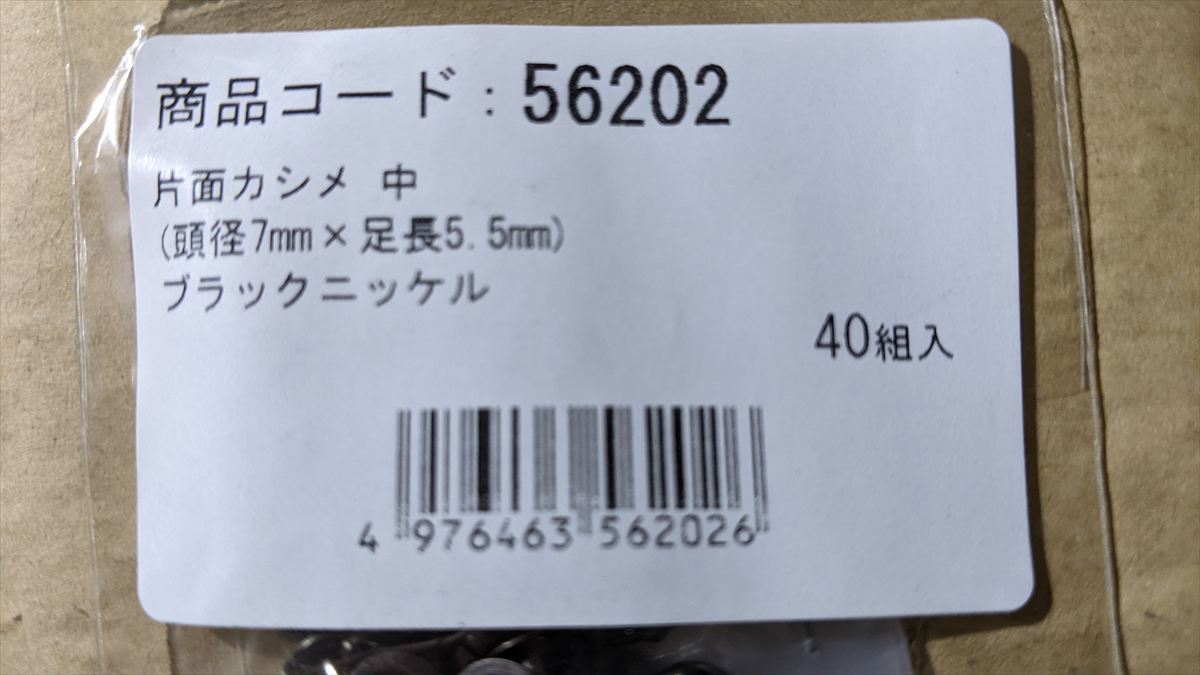 商品コード：56202
片面カシメ 中
(頭径7mm×足長5.5mm)
ブラックニッケル
40組入
4 976463 562026